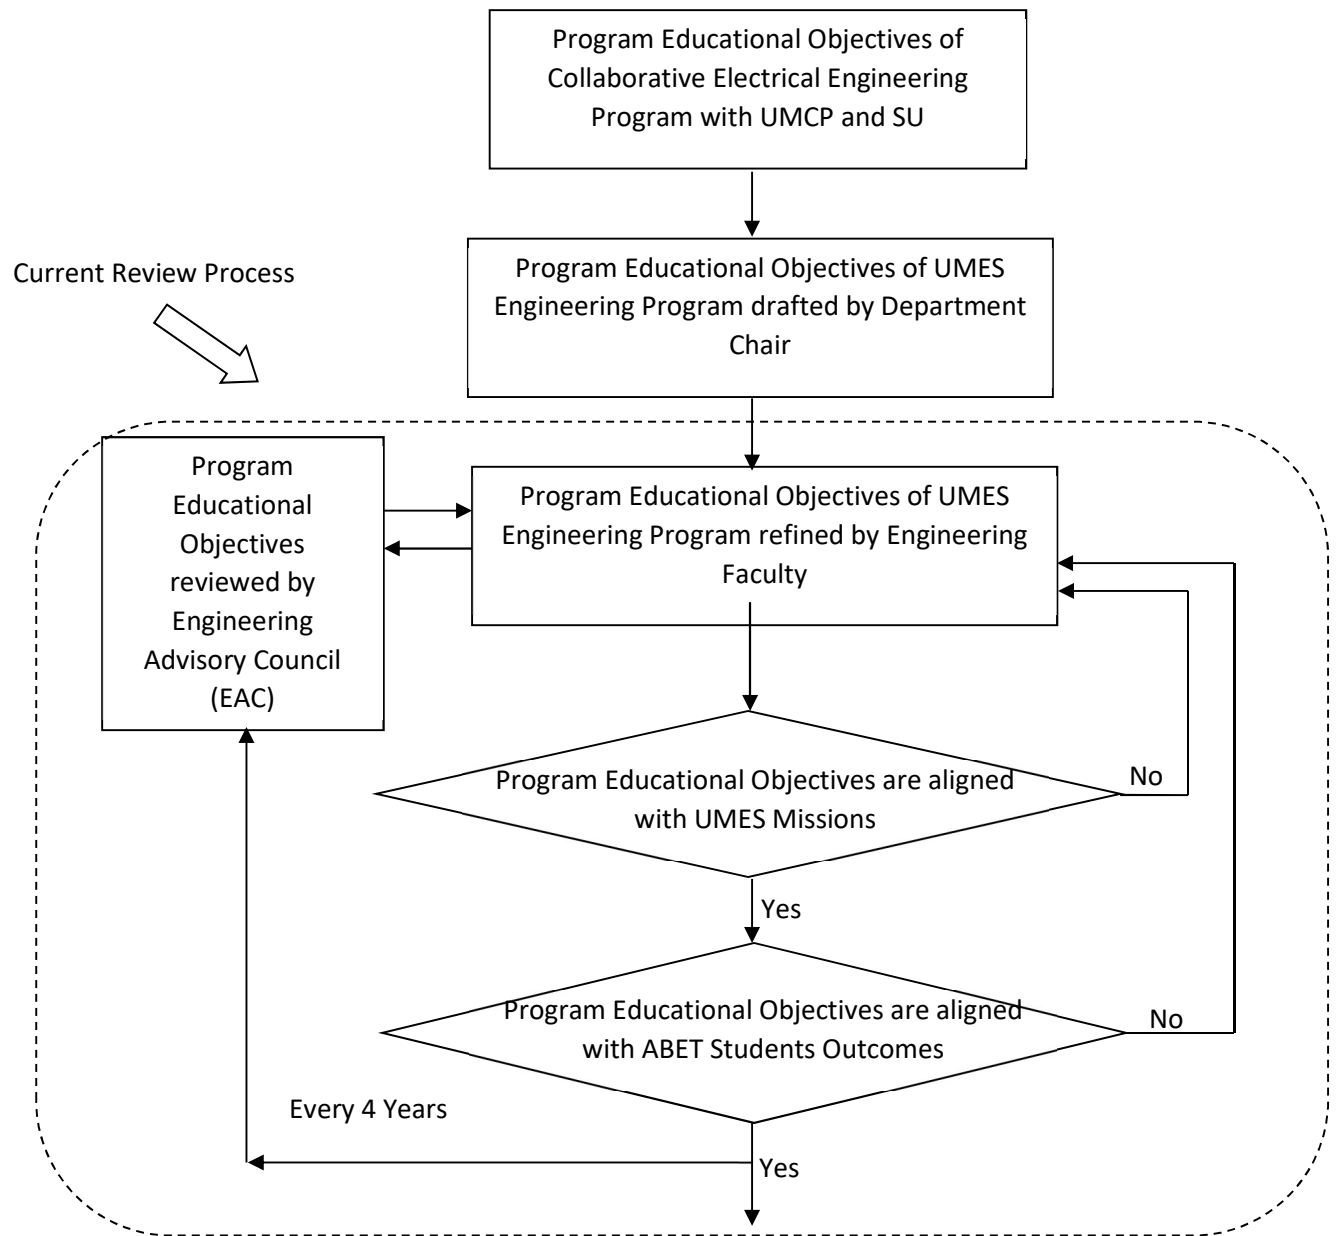 Program Educational Objectives of
Collaborative Electrical Engineering
Program with UMCP and SU
Program Educational Objectives of UMES
Engineering Program drafted by Department
Chair
Current Review Process
Program
Educational
Objectives
reviewed by
Engineering
Advisory Council
(EAC)
Program Educational Objectives of UMES
Engineering Program refined by Engineering
Faculty
Program Educational Objectives are aligned
with UMES Missions
No
Yes
Program Educational Objectives are aligned
with ABET Students Outcomes
No
Every 4 Years
Yes